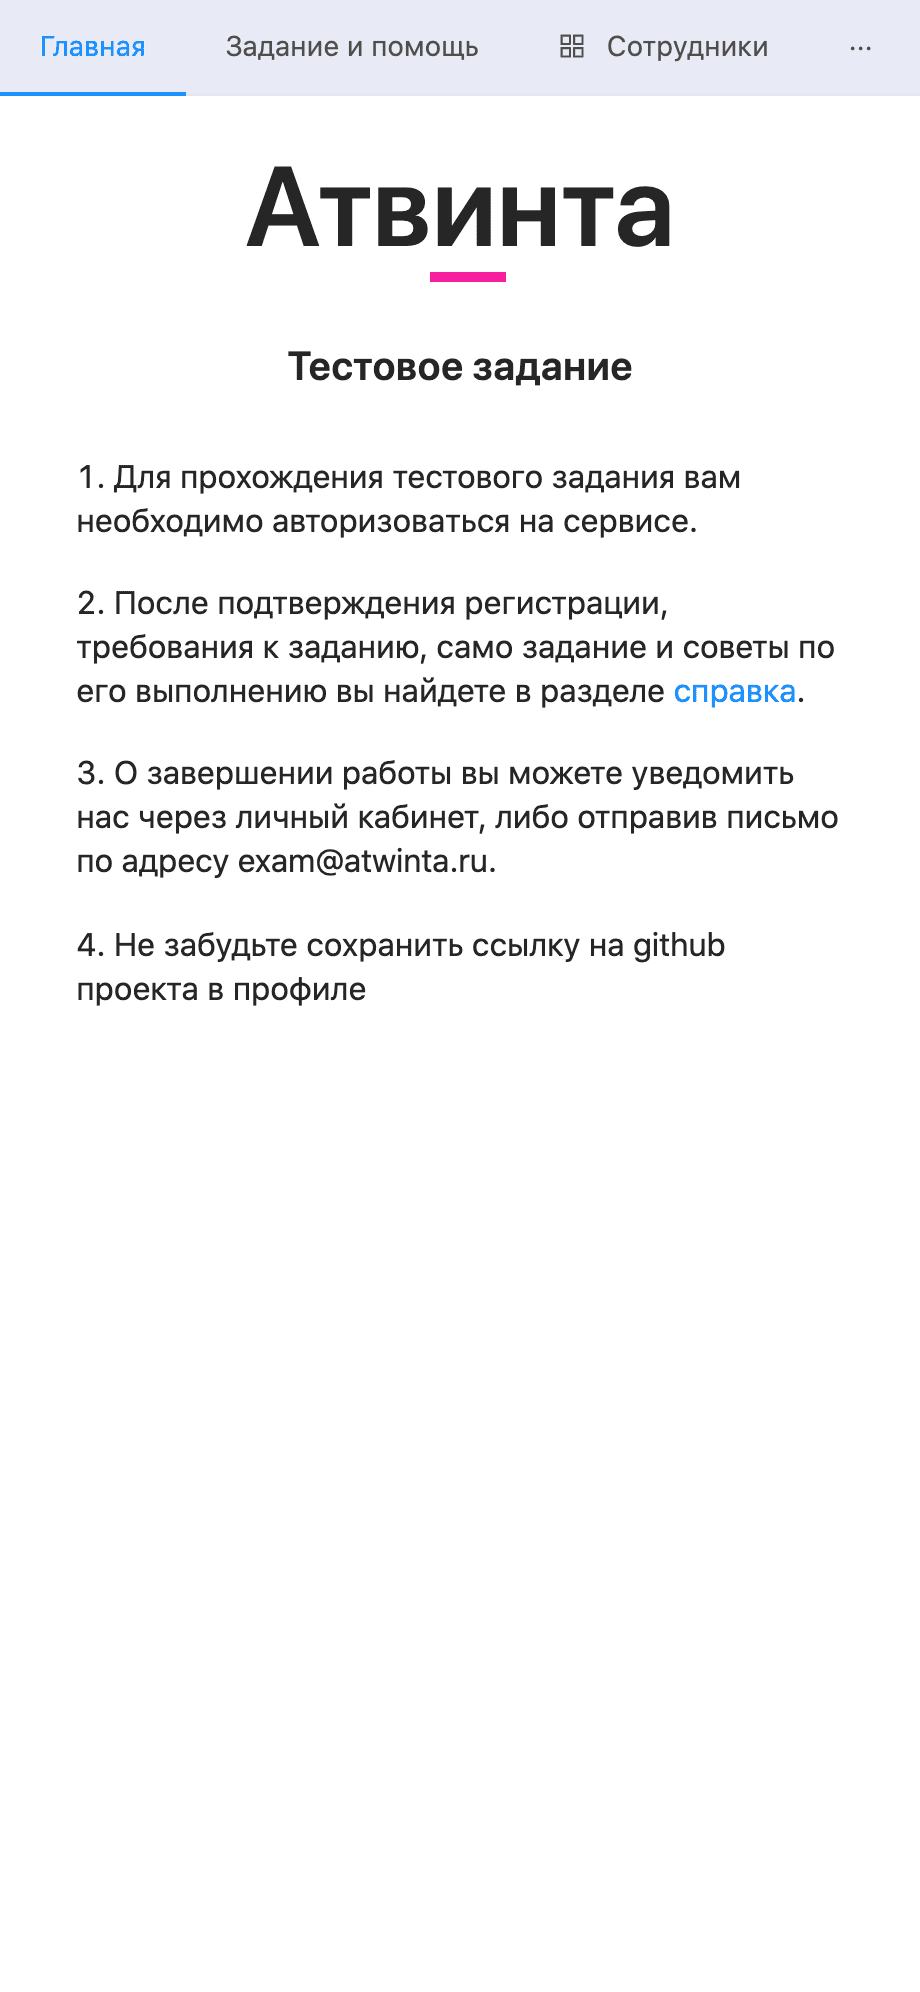 Главная Задание и помощь Сотрудники ...
Атвинта
Тестовое задание
1. Для прохождения тестового задания вам
необходимо авторизоваться на сервисе.
2. После подтверждения регистрации,
требования к заданию, само задание и советы по
его выполнению вы найдете в разделе справка.
3. О завершении работы вы можете уведомить
нас через личный кабинет, либо отправив письмо
по адресу exam@atwinta.ru.
4. Не забудьте сохранить ссылку на github
проекта в профиле